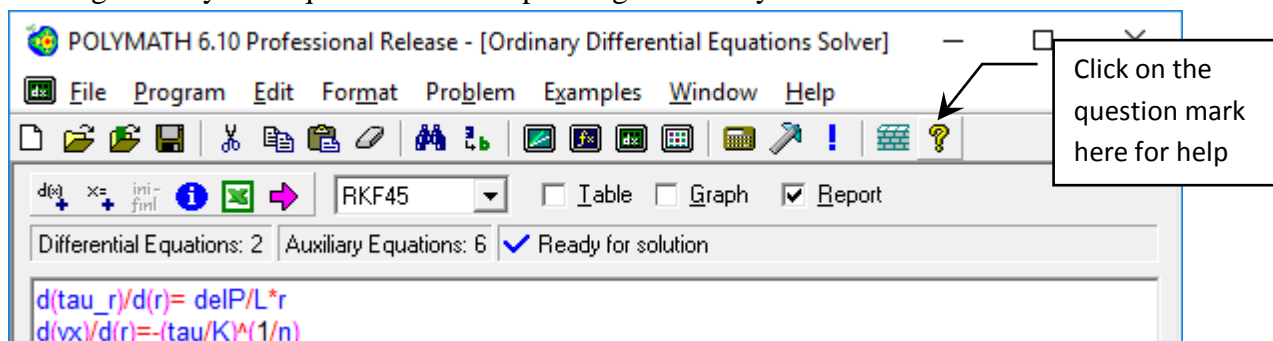 POLYMATH 6.10 Professional Release - [Ordinary Differential Equations Solver]
File Program Edit Format Problem Examples Window Help
Click on the
question mark
here for help
d(x) x= ini-
finl
RKF45 Table Graph Report
Differential Equations: 2 Auxiliary Equations: 6 Ready for solution
d(tau_r)/d(r)= delP/L*r
d(vx)/d(r)=-(tau/K)^(1/n)